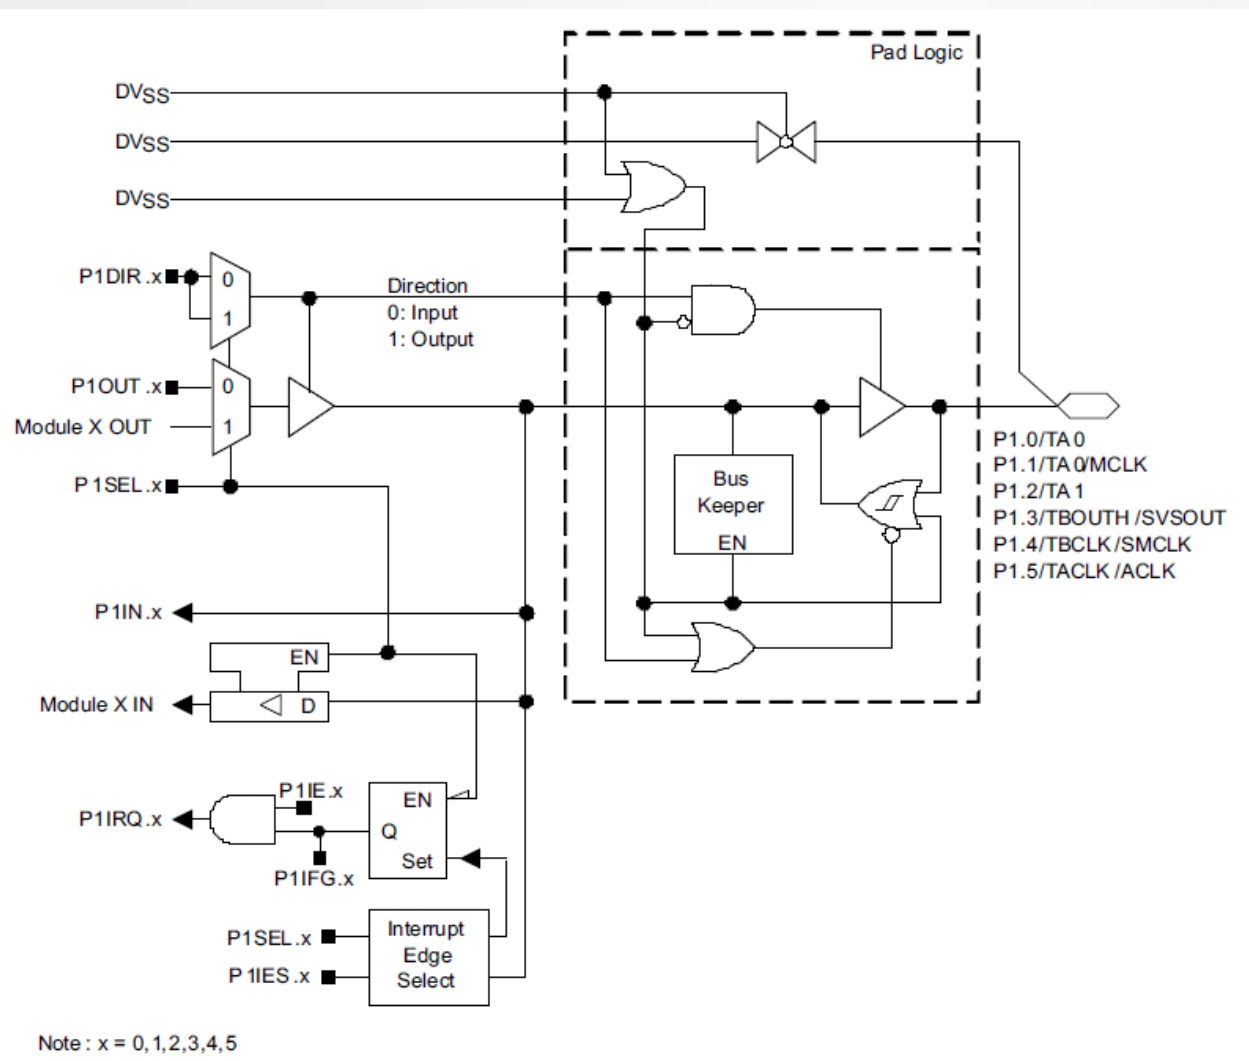 Pad Logic
DVSS
DVSS
DVSS
P1DIR.x
0
1
Direction
0: Input
1: Output
P1OUT.x
0
Module X OUT
1
P1SEL.x
Bus
Keeper
EN
P1.0/TA0
P1.1/TA0/MCLK
P1.2/TA1
P1.3/TBOUTH/SVSOUT
P1.4/TBCLK/SMCLK
P1.5/TACLK/ACLK
P1IN.x
EN
Module X IN
D
P1IE.x
P1IRQ.x
EN
Q
Set
P1IFG.x
P1SEL.x
P1IES.x
Interrupt
Edge
Select
Note: x = 0,1,2,3,4,5